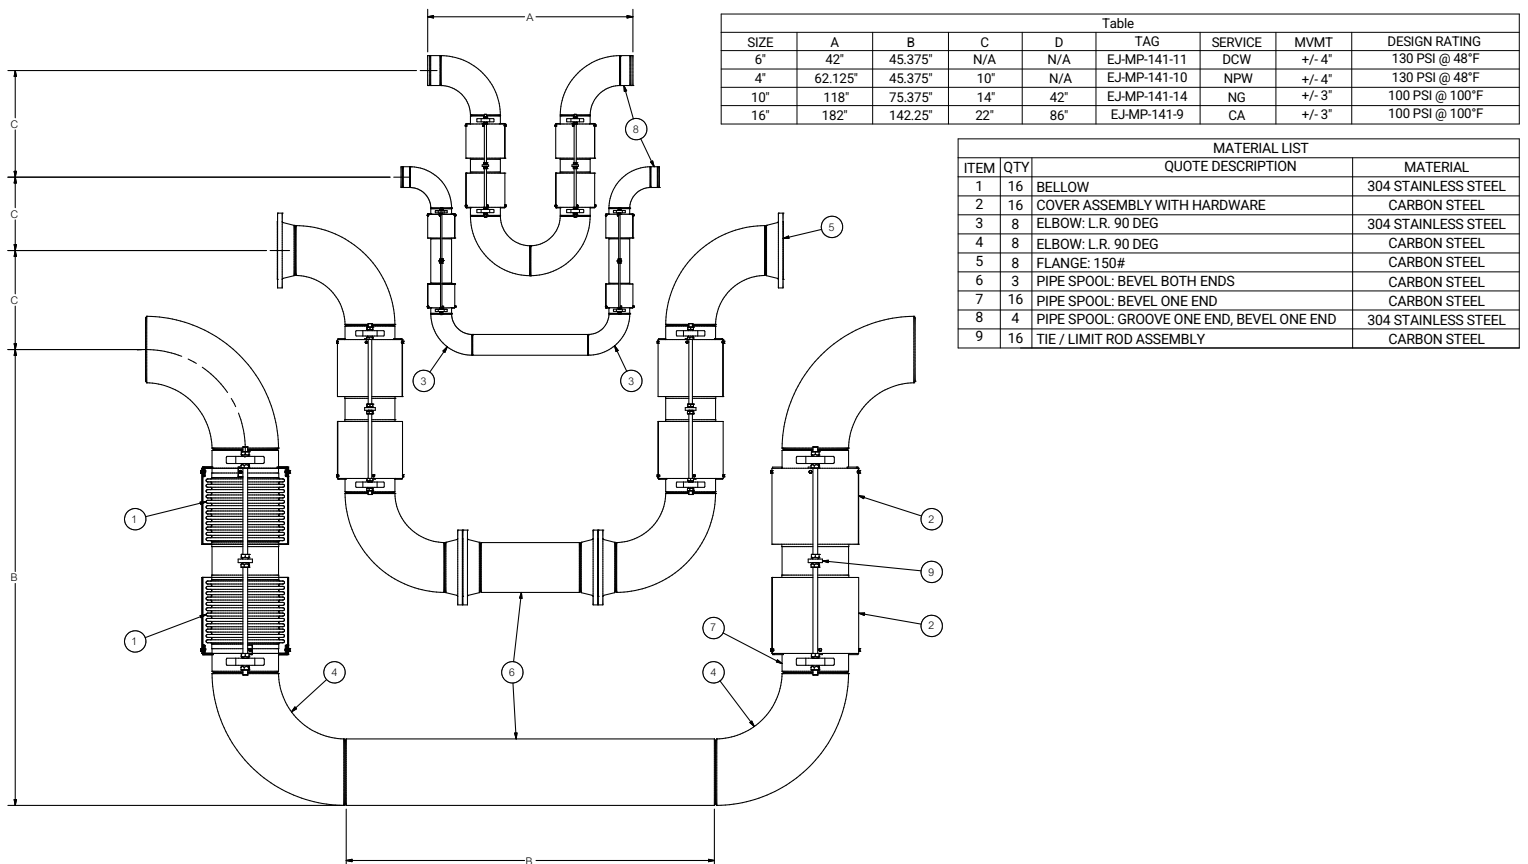 A
Table
SIZE A B C D TAG SERVICE MVMT DESIGN RATING
6" 42" 45.375" N/A N/A EJ-MP-141-11 DCW +/- 4" 130 PSI @ 48°F
4" 62.125" 45.375" 10" N/A EJ-MP-141-10 NPW +/- 4" 130 PSI @ 48°F
10" 118" 75.375" 14" 42" EJ-MP-141-14 NG +/- 3" 100 PSI @ 100°F
16" 182" 142.25" 22" 86" EJ-MP-141-9 CA +/- 3" 100 PSI @ 100°F
MATERIAL LIST
ITEM QTY QUOTE DESCRIPTION MATERIAL
1 16 BELLOW 304 STAINLESS STEEL
2 16 COVER ASSEMBLY WITH HARDWARE CARBON STEEL
3 8 ELBOW: L.R. 90 DEG 304 STAINLESS STEEL
4 8 ELBOW: L.R. 90 DEG CARBON STEEL
5 8 FLANGE: 150# CARBON STEEL
6 3 PIPE SPOOL: BEVEL BOTH ENDS CARBON STEEL
7 16 PIPE SPOOL: BEVEL ONE END CARBON STEEL
8 4 PIPE SPOOL: GROOVE ONE END, BEVEL ONE END 304 STAINLESS STEEL
9 16 TIE / LIMIT ROD ASSEMBLY CARBON STEEL
C
8
C
5
C
3 3
1 2
B
9
1 7 2
4 6 4
B